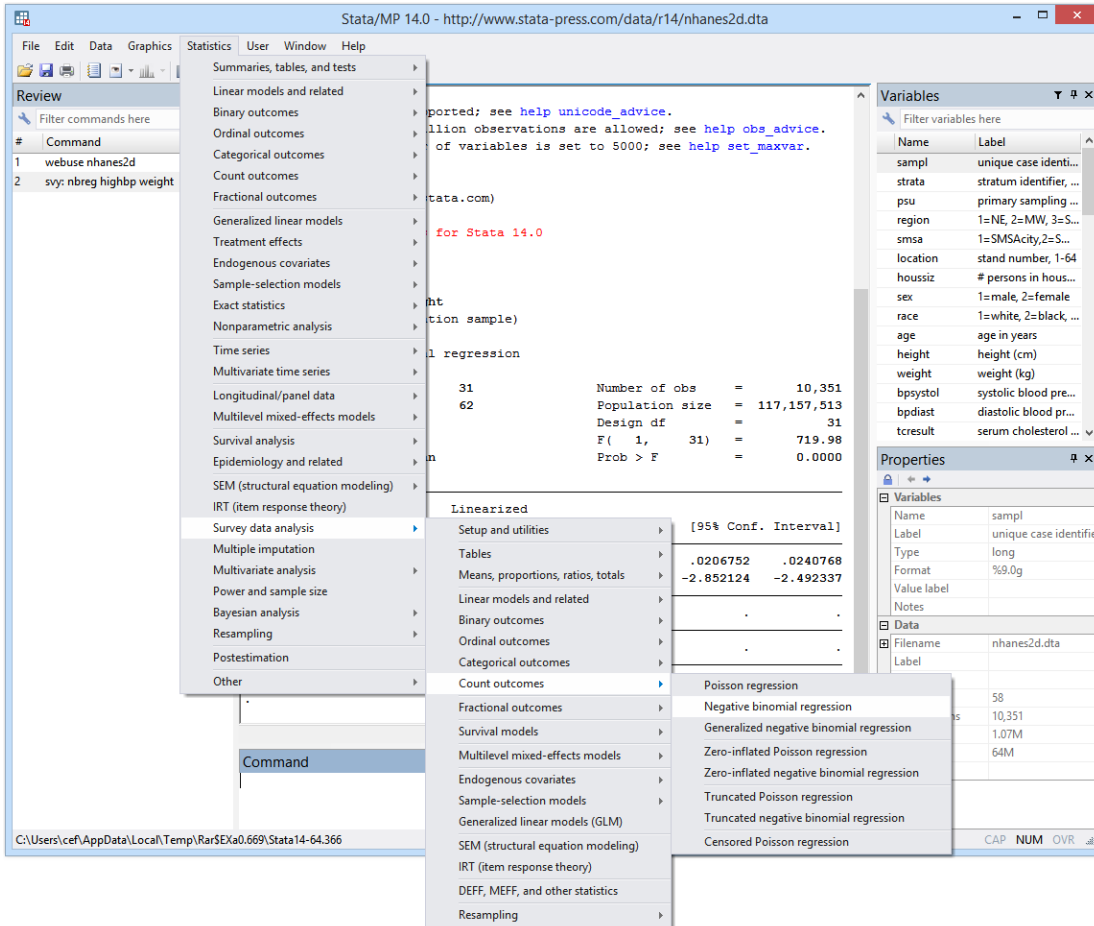 Stata/MP 14.0 - http://www.stata-press.com/data/r14/nhanes2d.dta
File Edit Data Graphics Statistics User Window Help
Review
Filter commands here
# Command
1 webuse nhanes2d
2 svy: nbreg highbp weight
Summaries, tables, and tests
Linear models and related
Binary outcomes
Ordinal outcomes
Categorical outcomes
Count outcomes
Fractional outcomes
Generalized linear models
Treatment effects
Endogenous covariates
Sample-selection models
Exact statistics
Nonparametric analysis
Time series
Multivariate time series
Longitudinal/panel data
Multilevel mixed-effects models
Survival analysis
Epidemiology and related
SEM (structural equation modeling)
IRT (item response theory)
Survey data analysis
Multiple imputation
Multivariate analysis
Power and sample size
Bayesian analysis
Resampling
Postestimation
Other
ported; see help unicode_advice.
llion observations are allowed; see help obs_advice.
r of variables is set to 5000; see help set_maxvar.
tata.com)
for Stata 14.0
ht
tion sample)
l regression
31 Number of obs = 10,351
62 Population size = 117,157,513
Design df = 31
F( 1, 31) = 719.98
n Prob > F = 0.0000
Linearized
[95% Conf. Interval]
.0206752 .0240768
-2.852124 -2.492337
. .
. .
.
Command
Setup and utilities
Tables
Means, proportions, ratios, totals
Linear models and related
Binary outcomes
Ordinal outcomes
Categorical outcomes
Count outcomes
Fractional outcomes
Survival models
Multilevel mixed-effects models
Endogenous covariates
Sample-selection models
Generalized linear models (GLM)
SEM (structural equation modeling)
IRT (item response theory)
DEFF, MEFF, and other statistics
Resampling
Poisson regression
Negative binomial regression
Generalized negative binomial regression
Zero-inflated Poisson regression
Zero-inflated negative binomial regression
Truncated Poisson regression
Truncated negative binomial regression
Censored Poisson regression
Variables
Filter variables here
Name Label
sampl unique case identi...
strata stratum identifier, ...
psu primary sampling ...
region 1=NE, 2=MW, 3=S...
smsa 1=SMSAcity,2=S...
location stand number, 1-64
houssiz # persons in hous...
sex 1=male, 2=female
race 1=white, 2=black, ...
age age in years
height height (cm)
weight weight (kg)
bpsystol systolic blood pre...
bpdiast diastolic blood pr...
tcresult serum cholesterol ...
Properties
Variables
Name sampl
Label unique case identifie
Type long
Format %9.0g
Value label
Notes
Data
Filename nhanes2d.dta
Label
58
ns 10,351
1.07M
64M
C:\Users\cef\AppData\Local\Temp\Rar$EXa0.669\Stata14-64.366
CAP NUM OVR